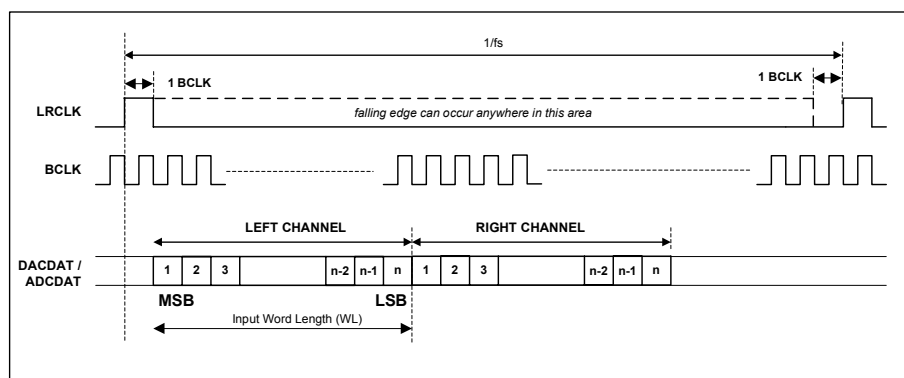 1/fs
1 BCLK
1 BCLK
LRCLK
falling edge can occur anywhere in this area
BCLK
LEFT CHANNEL
RIGHT CHANNEL
DACDAT /
ADCDAT
1 2 3 n-2 n-1 n 1 2 3 n-2 n-1 n
MSB
LSB
Input Word Length (WL)